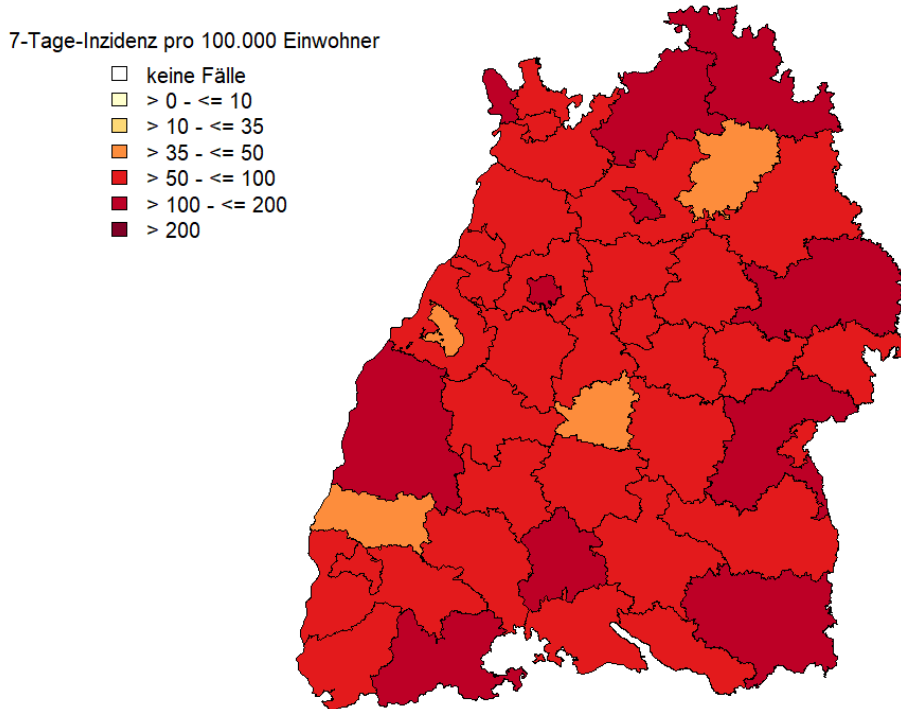 7-Tage-Inzidenz pro 100.000 Einwohner
keine Fälle
> 0 - <= 10
> 10 - <= 35
> 35 - <= 50
> 50 - <= 100
> 100 - <= 200
> 200